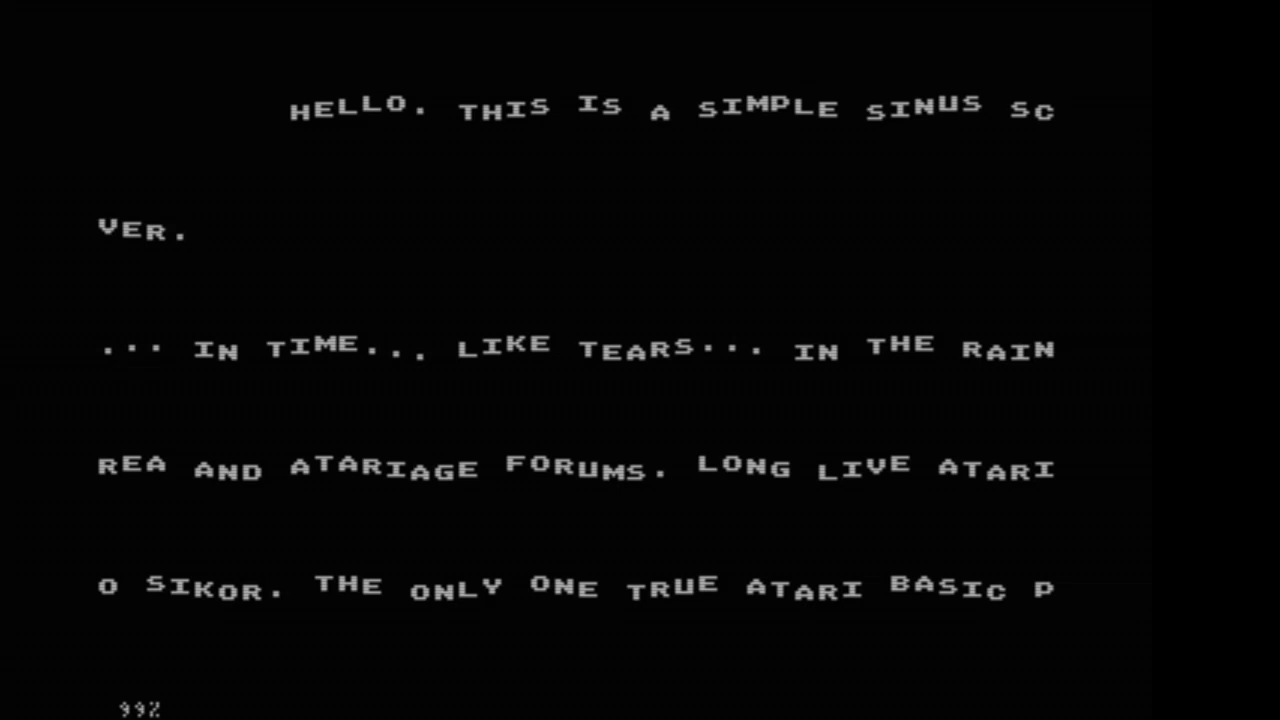 HELLO. THIS IS A SIMPLE SINUS SC
VER.
... IN TIME... LIKE TEARS... IN THE RAIN
REA AND ATARIAGE FORUMS. LONG LIVE ATARI
O SIKOR. THE ONLY ONE TRUE ATARI BASIC P
99%